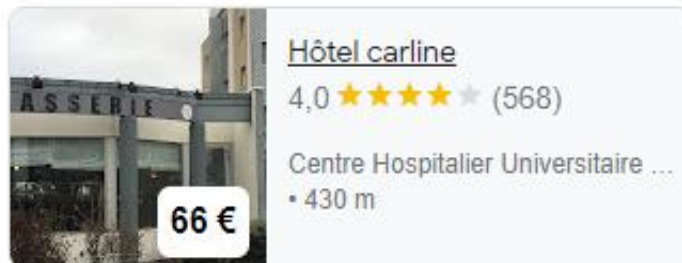 ASSERIE
66 €
Hôtel carline
4,0 (568)
Centre Hospitalier Universitaire ...
• 430 m